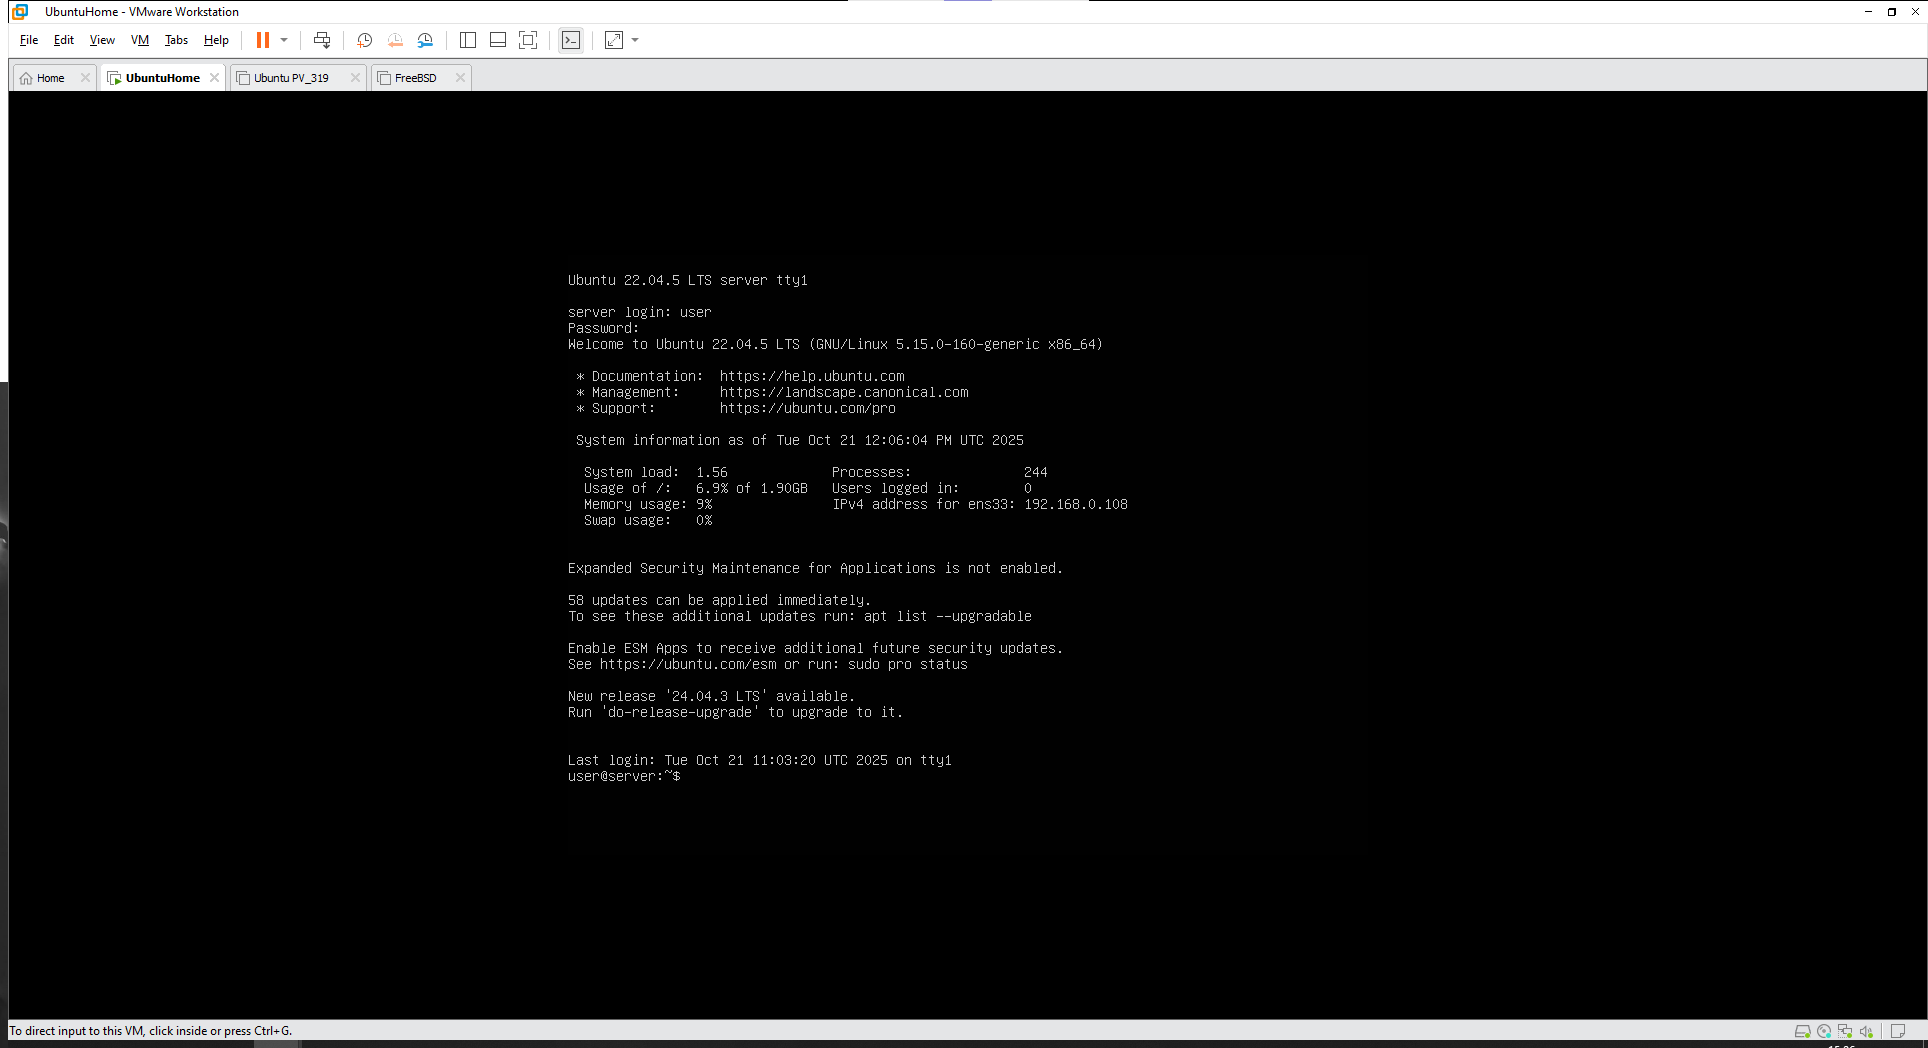 UbuntuHome - VMware Workstation
File Edit View VM Tabs Help
Home UbuntuHome Ubuntu PV_319 FreeBSD
Ubuntu 22.04.5 LTS server tty1
server login: user
Password:
Welcome to Ubuntu 22.04.5 LTS (GNU/Linux 5.15.0-160-generic x86_64)
* Documentation: https://help.ubuntu.com
* Management: https://landscape.canonical.com
* Support: https://ubuntu.com/pro
System information as of Tue Oct 21 12:06:04 PM UTC 2025
System load: 1.56 Processes: 244
Usage of /: 6.9% of 1.90GB Users logged in: 0
Memory usage: 9% IPv4 address for ens33: 192.168.0.108
Swap usage: 0%
Expanded Security Maintenance for Applications is not enabled.
58 updates can be applied immediately.
To see these additional updates run: apt list --upgradable
Enable ESM Apps to receive additional future security updates.
See https://ubuntu.com/esm or run: sudo pro status
New release '24.04.3 LTS' available.
Run 'do-release-upgrade' to upgrade to it.
Last login: Tue Oct 21 11:03:20 UTC 2025 on tty1
user@server:~$
To direct input to this VM, click inside or press Ctrl+G.